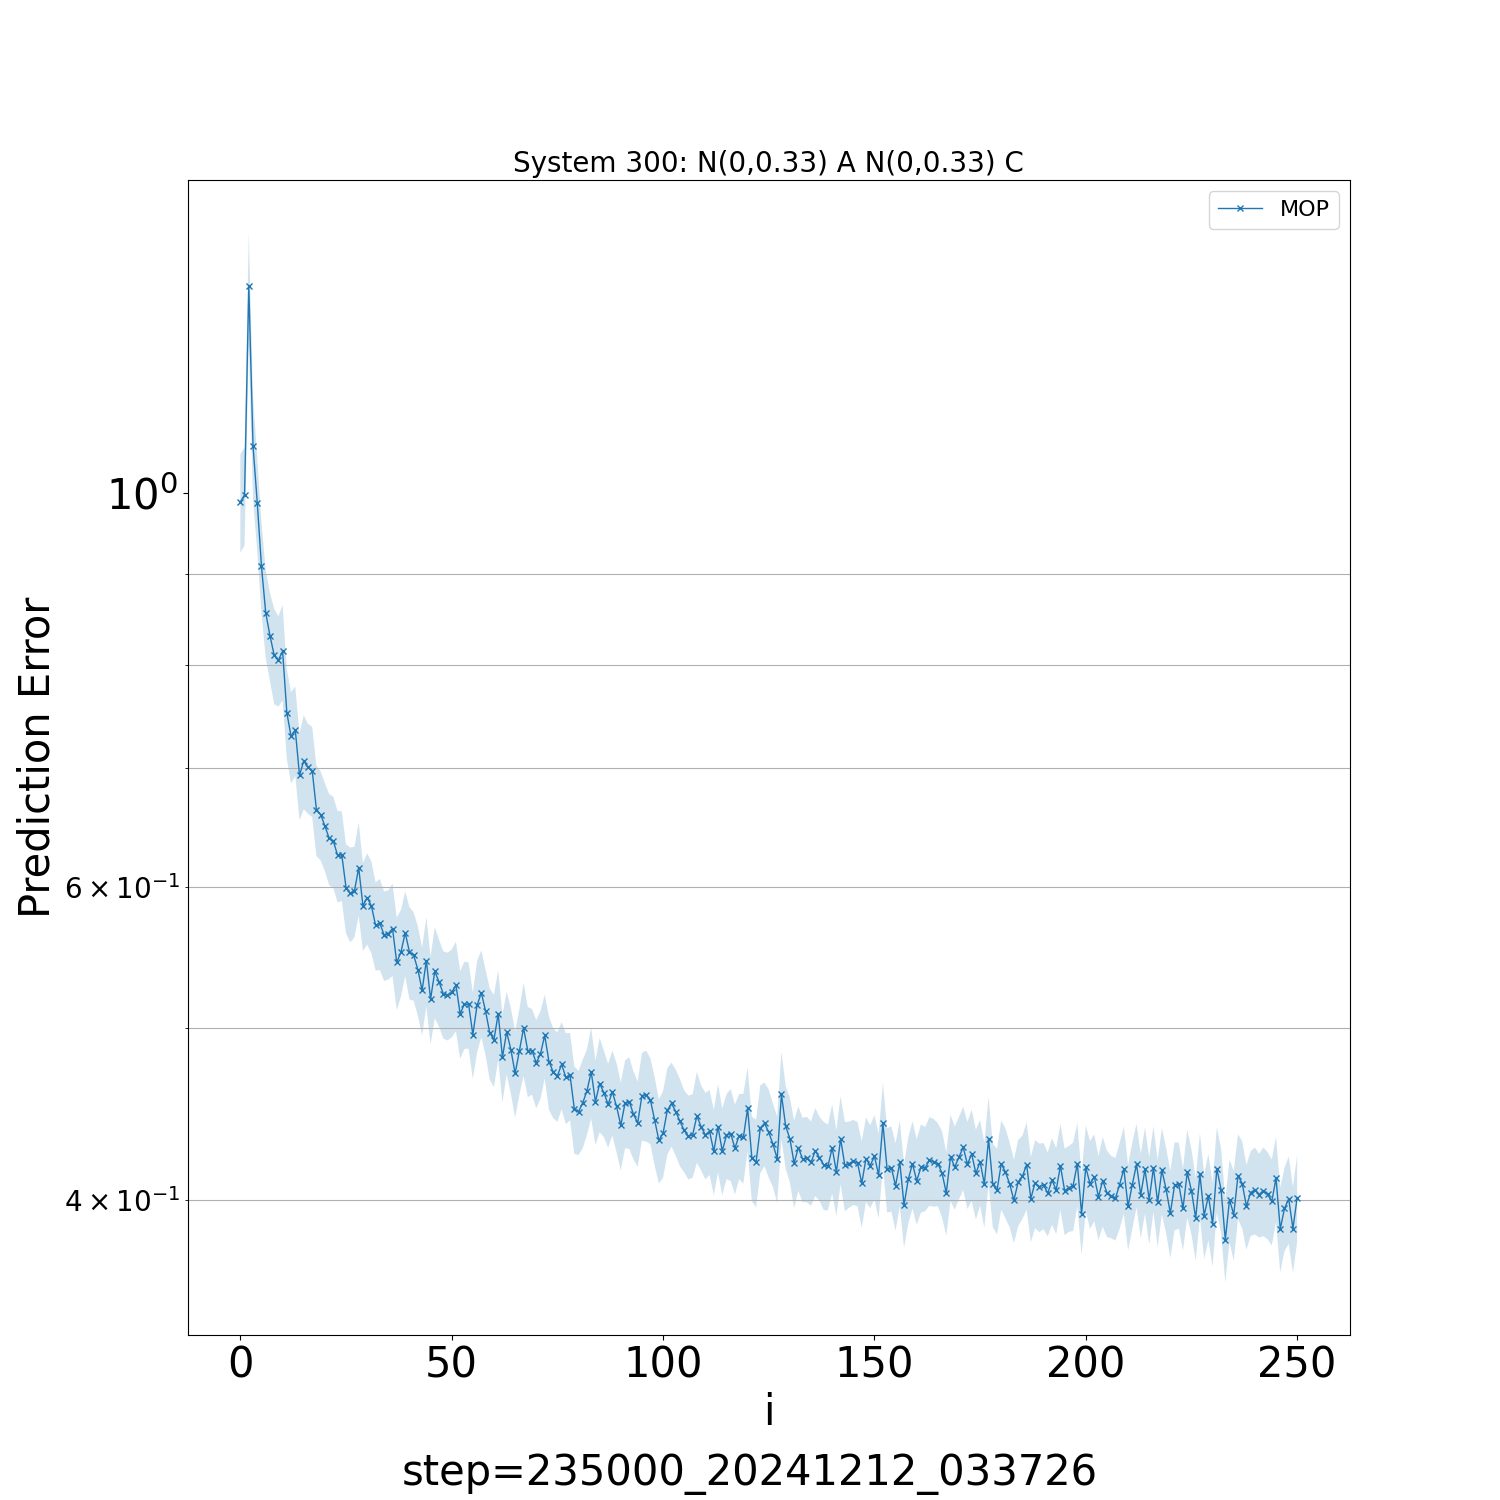 System 300: N(0,0.33) A N(0,0.33) C
MOP
10⁰
6 × 10⁻¹
4 × 10⁻¹
Prediction Error
0 50 100 150 200 250
i
step=235000_20241212_033726